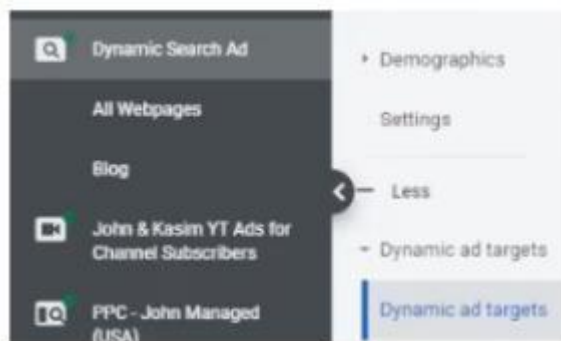 Dynamic Search Ad
All Webpages
Blog
John & Kasim YT Ads for
Channel Subscribers
PPC - John Managed
(USA)
Demographics
Settings
Less
Dynamic ad targets
Dynamic ad targets